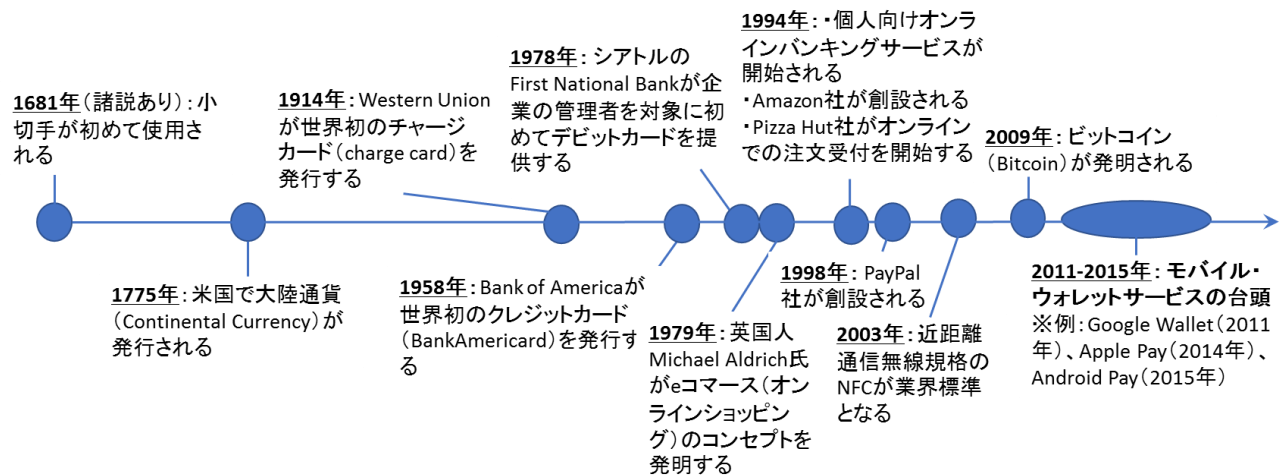 1681年(諸説あり)：小
切手が初めて使用さ
れる
1775年：米国で大陸通貨
(Continental Currency)が
発行される
1914年：Western Union
が世界初のチャージ
カード(charge card)を
発行する
1958年：Bank of Americaが
世界初のクレジットカード
(BankAmericard)を発行す
る
1978年：シアトルの
First National Bankが企
業の管理者を対象に初
めてデビットカードを提
供する
1979年：英国人
Michael Aldrich氏
がeコマース(オン
ラインショッピン
グ)のコンセプトを
発明する
1994年：・個人向けオンラ
インバンキングサービスが
開始される
・Amazon社が創設される
・Pizza Hut社がオンライン
での注文受付を開始する
1998年：PayPal
社が創設される
2003年：近距離
通信無線規格の
NFCが業界標準
となる
2009年：ビットコイン
(Bitcoin)が発明される
2011-2015年：モバイル・
ウォレットサービスの台頭
※例：Google Wallet(2011
年)、Apple Pay(2014年)、
Android Pay(2015年)